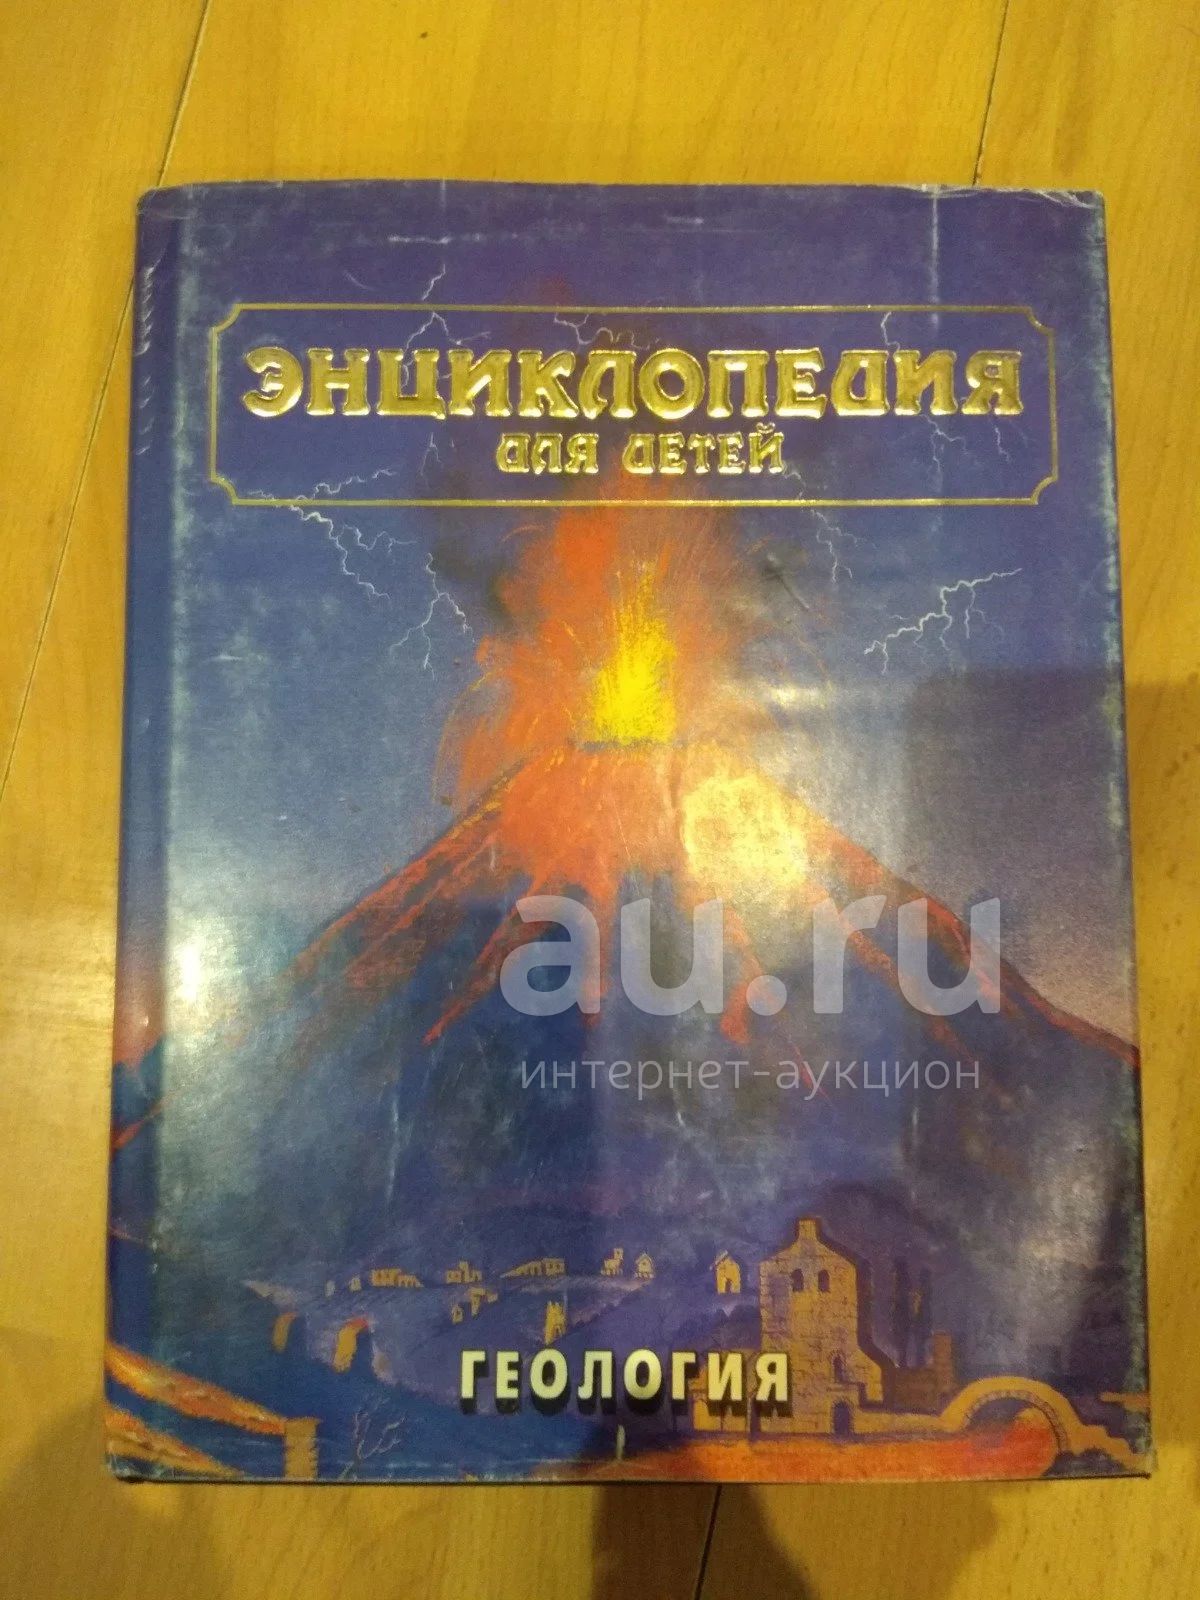 ЭНЦИКЛОПЕДИЯ
ДЛЯ ДЕТЕЙ
au.ru
интернет-аукцион
ГЕОЛОГИЯ